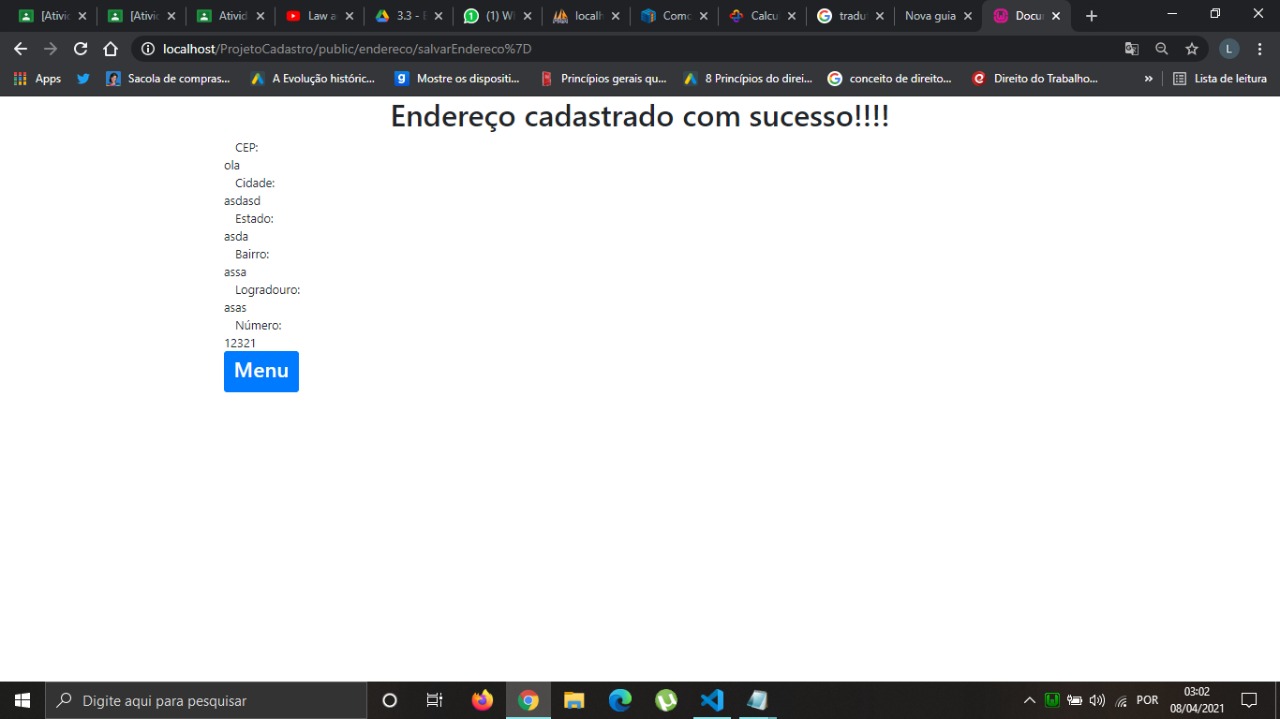 [Ativid
[Ativid
Ativid
Law a
3.3 - E
(1) W
localh
Como
Calcu
tradu
Nova guia
Docu
localhost/ProjetoCadastro/public/endereco/salvarEndereco%7D
L
Apps
Sacola de compras...
A Evolução históric...
g
Mostre os dispositi...
Princípios gerais qu...
8 Princípios do direi...
conceito de direito...
Direito do Trabalho...
»
Lista de leitura
Endereço cadastrado com sucesso!!!!
CEP:
ola
Cidade:
asdasd
Estado:
asda
Bairro:
assa
Logradouro:
asas
Número:
12321
Menu
Digite aqui para pesquisar
POR
03:02
08/04/2021